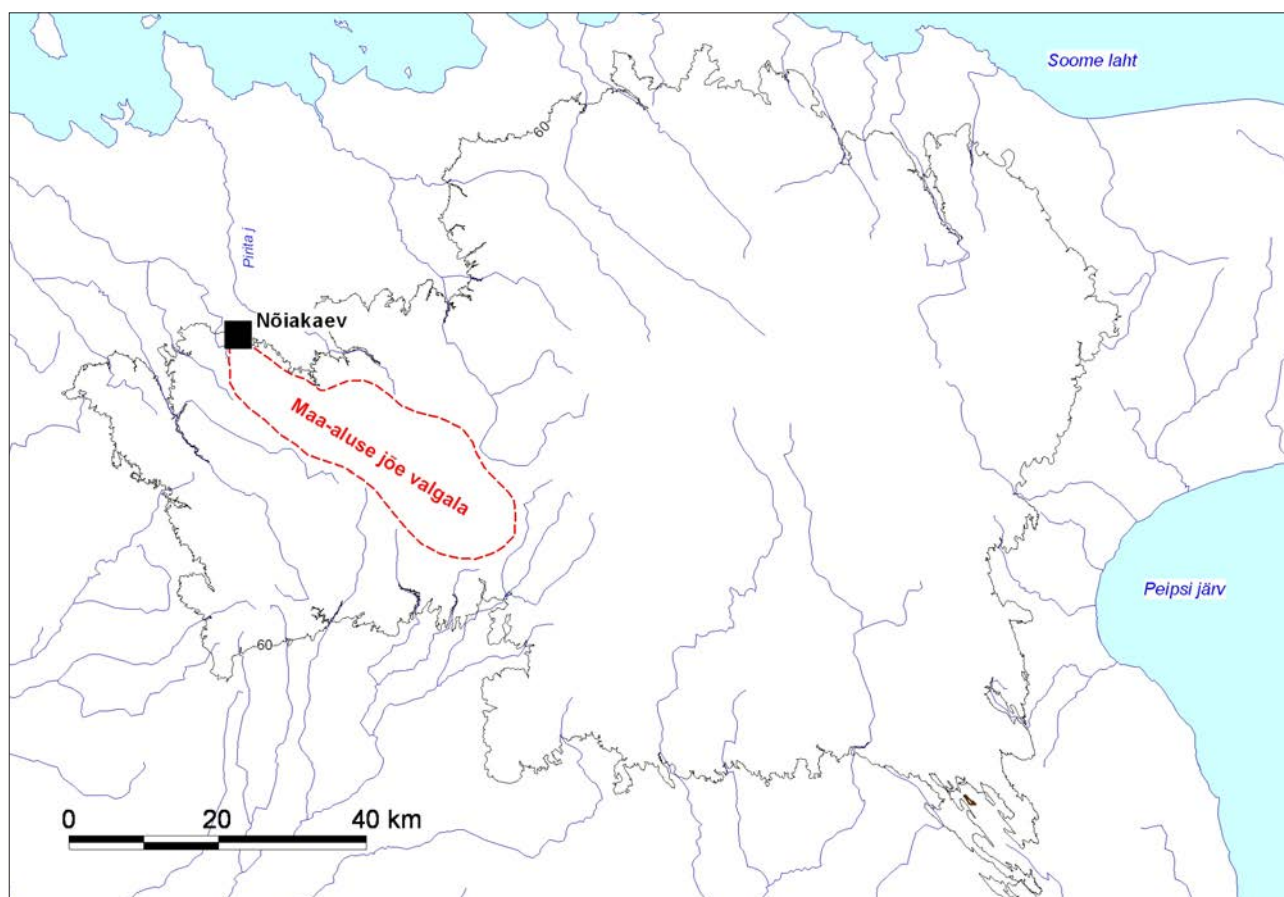 Soome laht
60
Pirita j
Nõiakaev
Maa-aluse jõe valgala
Peipsi järv
60
0 20 40 km